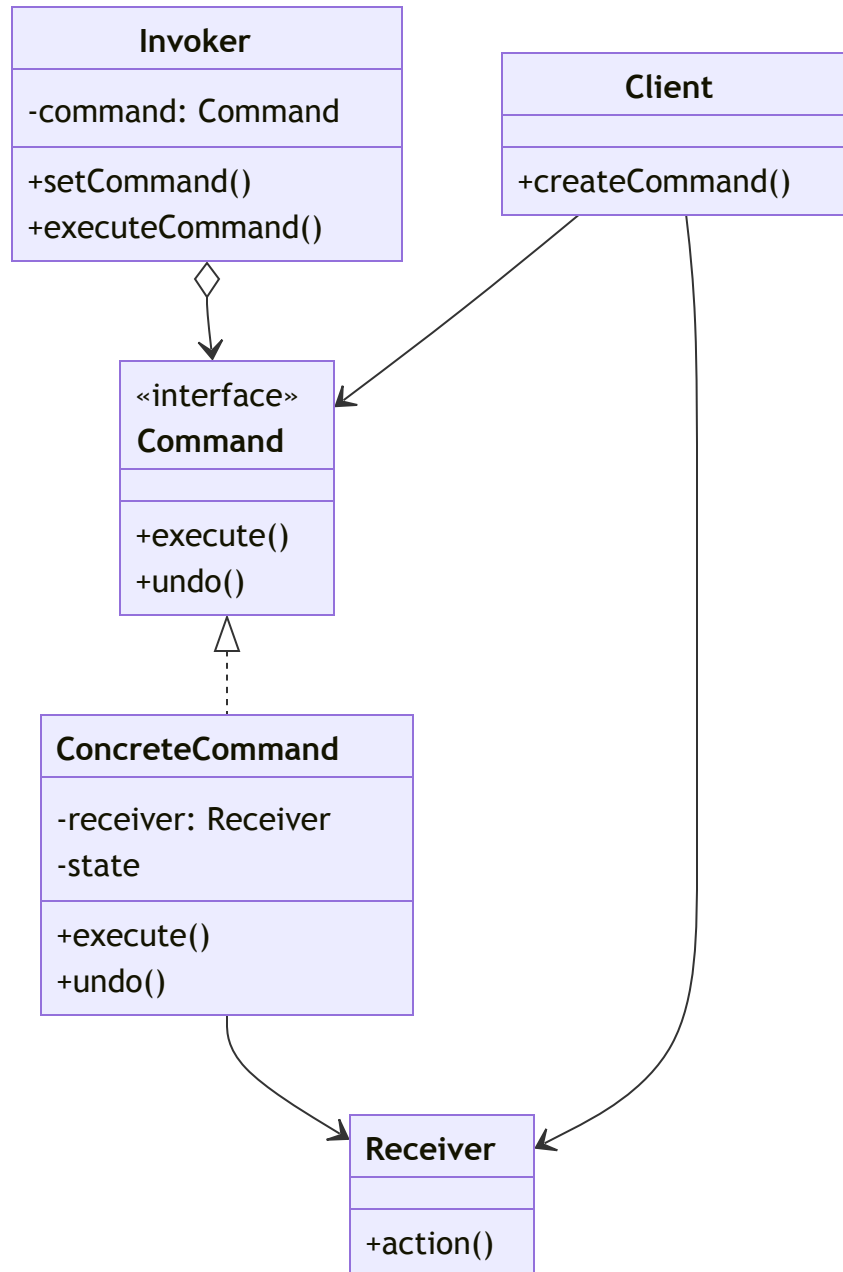 Invoker
-command: Command
+setCommand()
+executeCommand()
Client
+createCommand()
«interface»
Command
+execute()
+undo()
ConcreteCommand
-receiver: Receiver
-state
+execute()
+undo()
Receiver
+action()